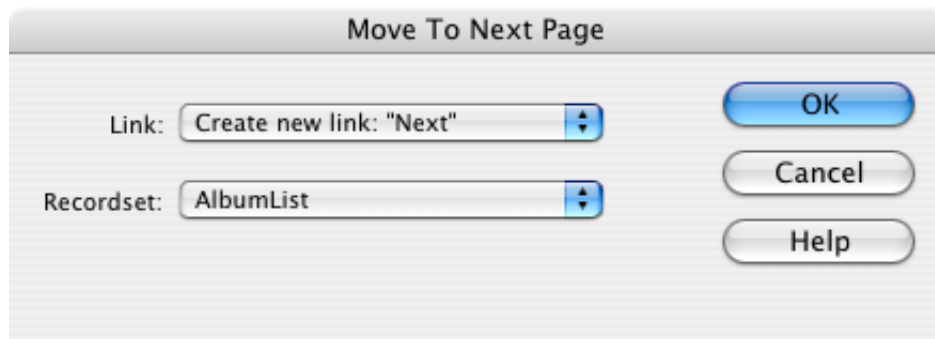 Move To Next Page
Link: Create new link: "Next"
Recordset: AlbumList
OK
Cancel
Help